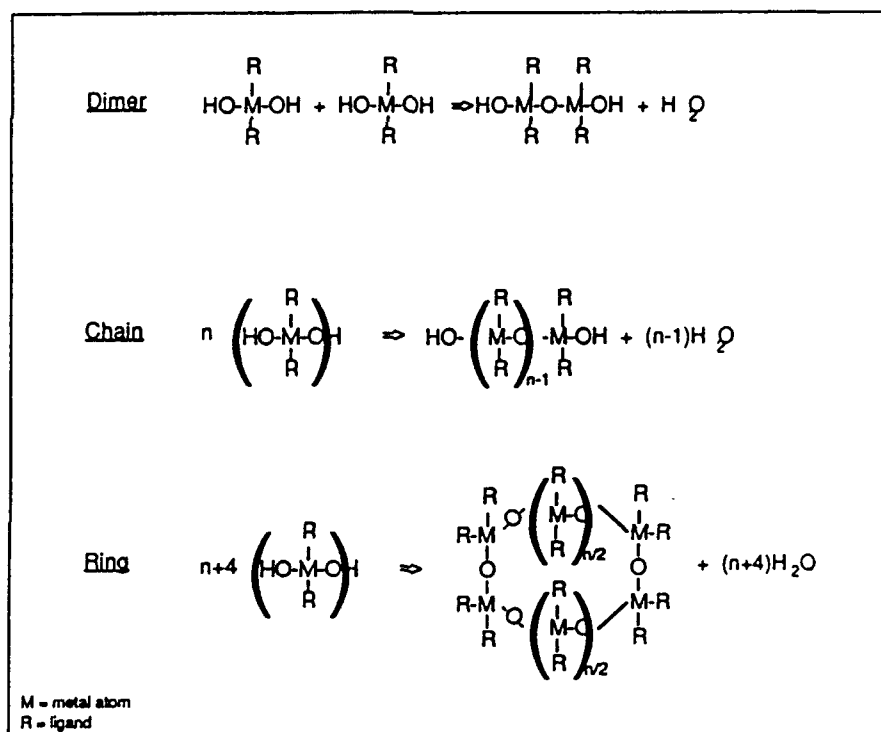 R R R R
Dimer HO-M-OH + HO-M-OH ⇒ HO-M-O-M-OH + H2O
R R R R
R R R
Chain n (HO-M-OH) ⇒ HO-(M-O)n-1-M-OH + (n-1)H2O
R R R
R
R R
R-M O (M-O)n/2 M-R
R R
Ring n+4 (HO-M-OH) ⇒ O O + (n+4)H2O
R R
R-M O (M-O)n/2 M-R
R R
R
M = metal atom
R = ligand